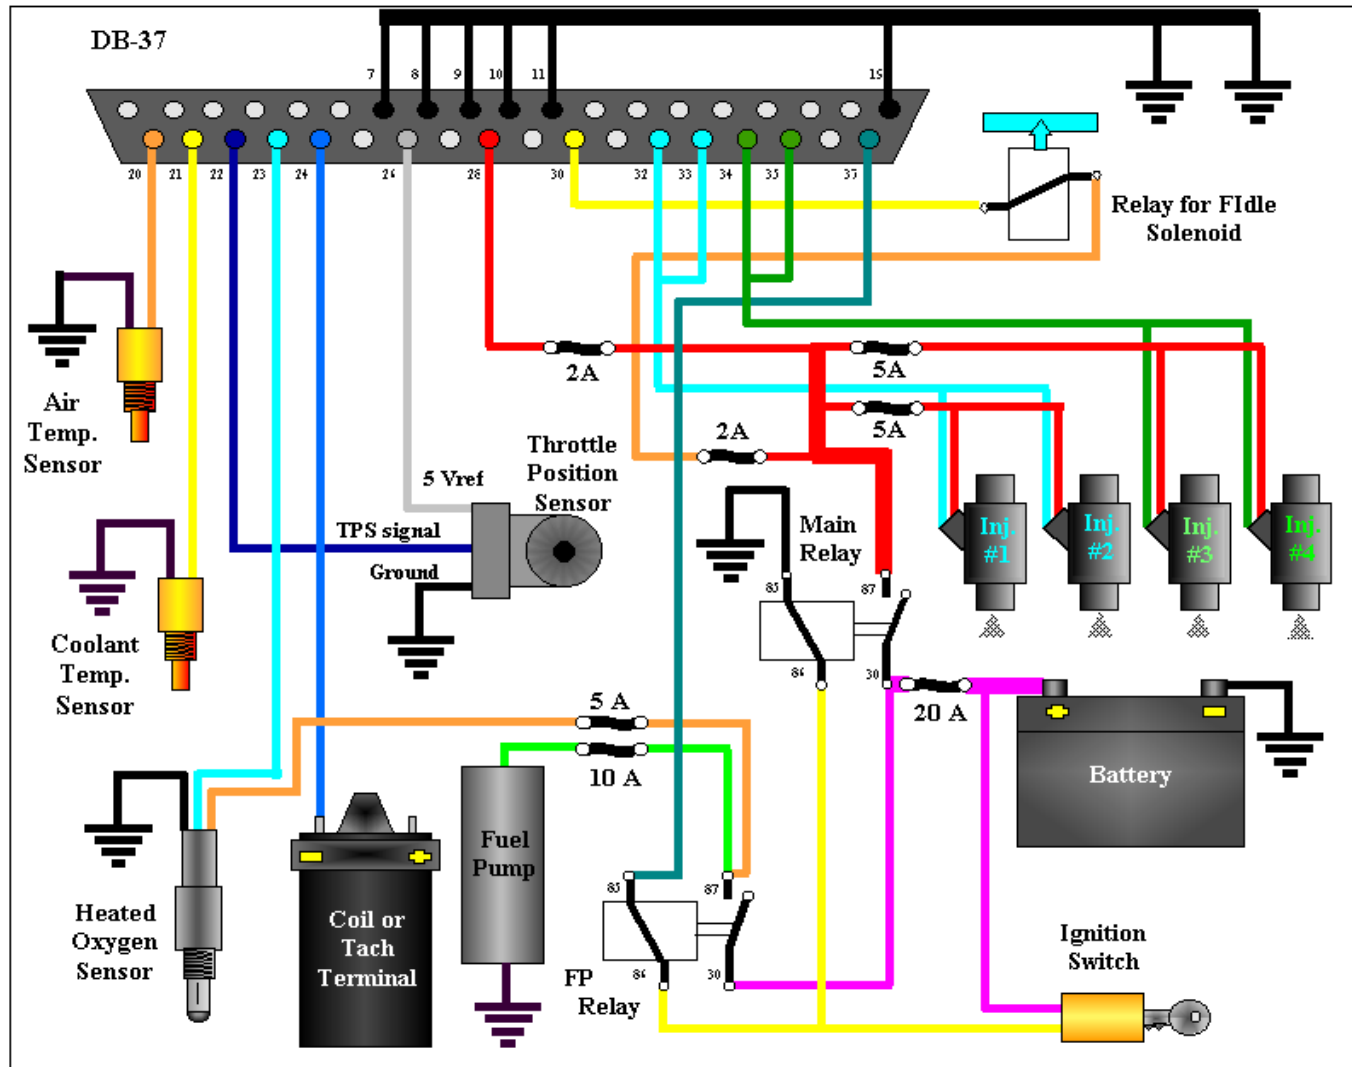 DB-37
7
8
9
10
11
15
20
21
22
23
24
26
28
30
32
33
34
35
37
Relay for FIdle
Solenoid
Air
Temp.
Sensor
2A
5A
5A
2A
Throttle
Position
Sensor
5 Vref
TPS signal
Ground
Main
Relay
85
87
86
30
Inj.
#1
Inj.
#2
Inj.
#3
Inj.
#4
Coolant
Temp.
Sensor
5 A
10 A
20 A
Battery
Fuel
Pump
Heated
Oxygen
Sensor
Coil or
Tach
Terminal
85
87
86
30
FP
Relay
Ignition
Switch